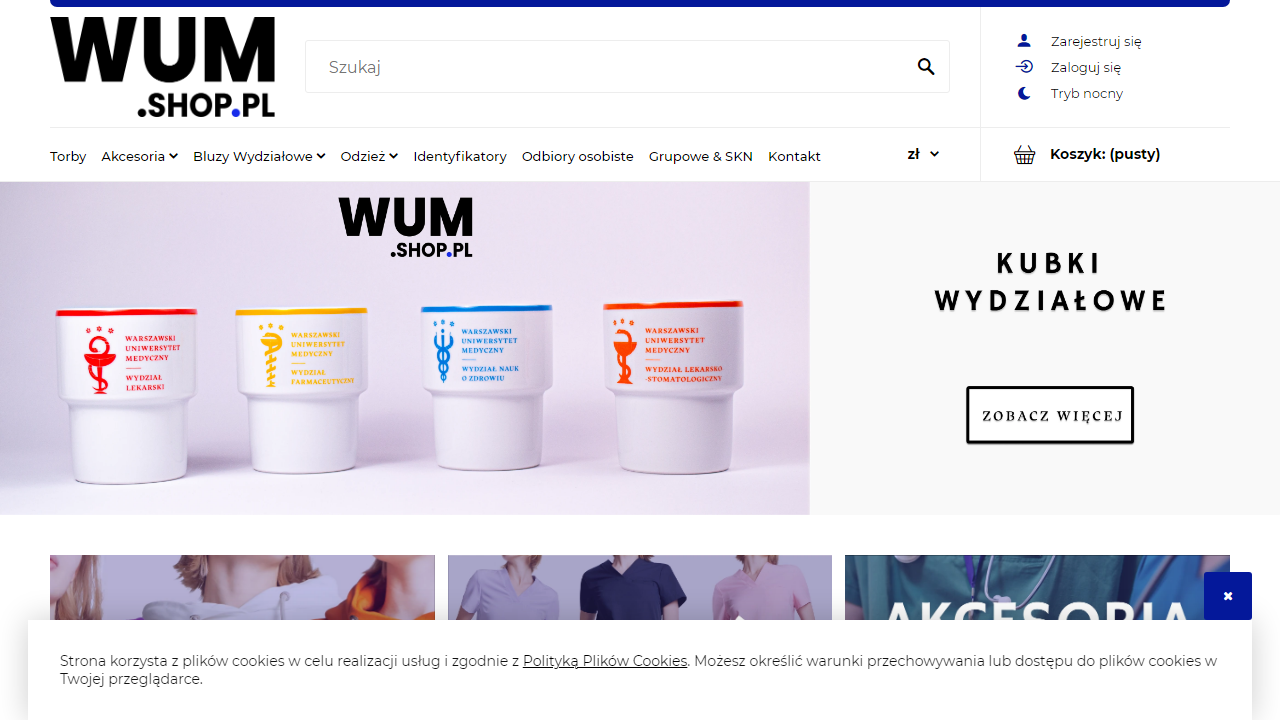 WUM
.SHOP.PL
Szukaj
Zarejestruj się
Zaloguj się
Tryb nocny
Torby Akcesoria Bluzy Wydziałowe Odzież Identyfikatory Odbiory osobiste Grupowe & SKN Kontakt
zł
Koszyk: (pusty)
WUM
.SHOP.PL
WARSZAWSKI
UNIWERSYTET
MEDYCZNY
WYDZIAŁ
LEKARSKI
WARSZAWSKI
UNIWERSYTET
MEDYCZNY
WYDZIAŁ
FARMACEUTYCZNY
WARSZAWSKI
UNIWERSYTET
MEDYCZNY
WYDZIAŁ NAUK
O ZDROWIU
WARSZAWSKI
UNIWERSYTET
MEDYCZNY
WYDZIAŁ LEKARSKO
-STOMATOLOGICZNY
KUBKI
WYDZIAŁOWE
ZOBACZ WIĘCEJ
AKCESORIA
Strona korzysta z plików cookies w celu realizacji usług i zgodnie z Polityką Plików Cookies. Możesz określić warunki przechowywania lub dostępu do plików cookies w
Twojej przeglądarce.